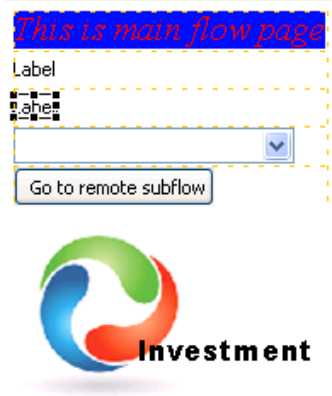 This is main flow page
Label
Label
Go to remote subflow
Investment